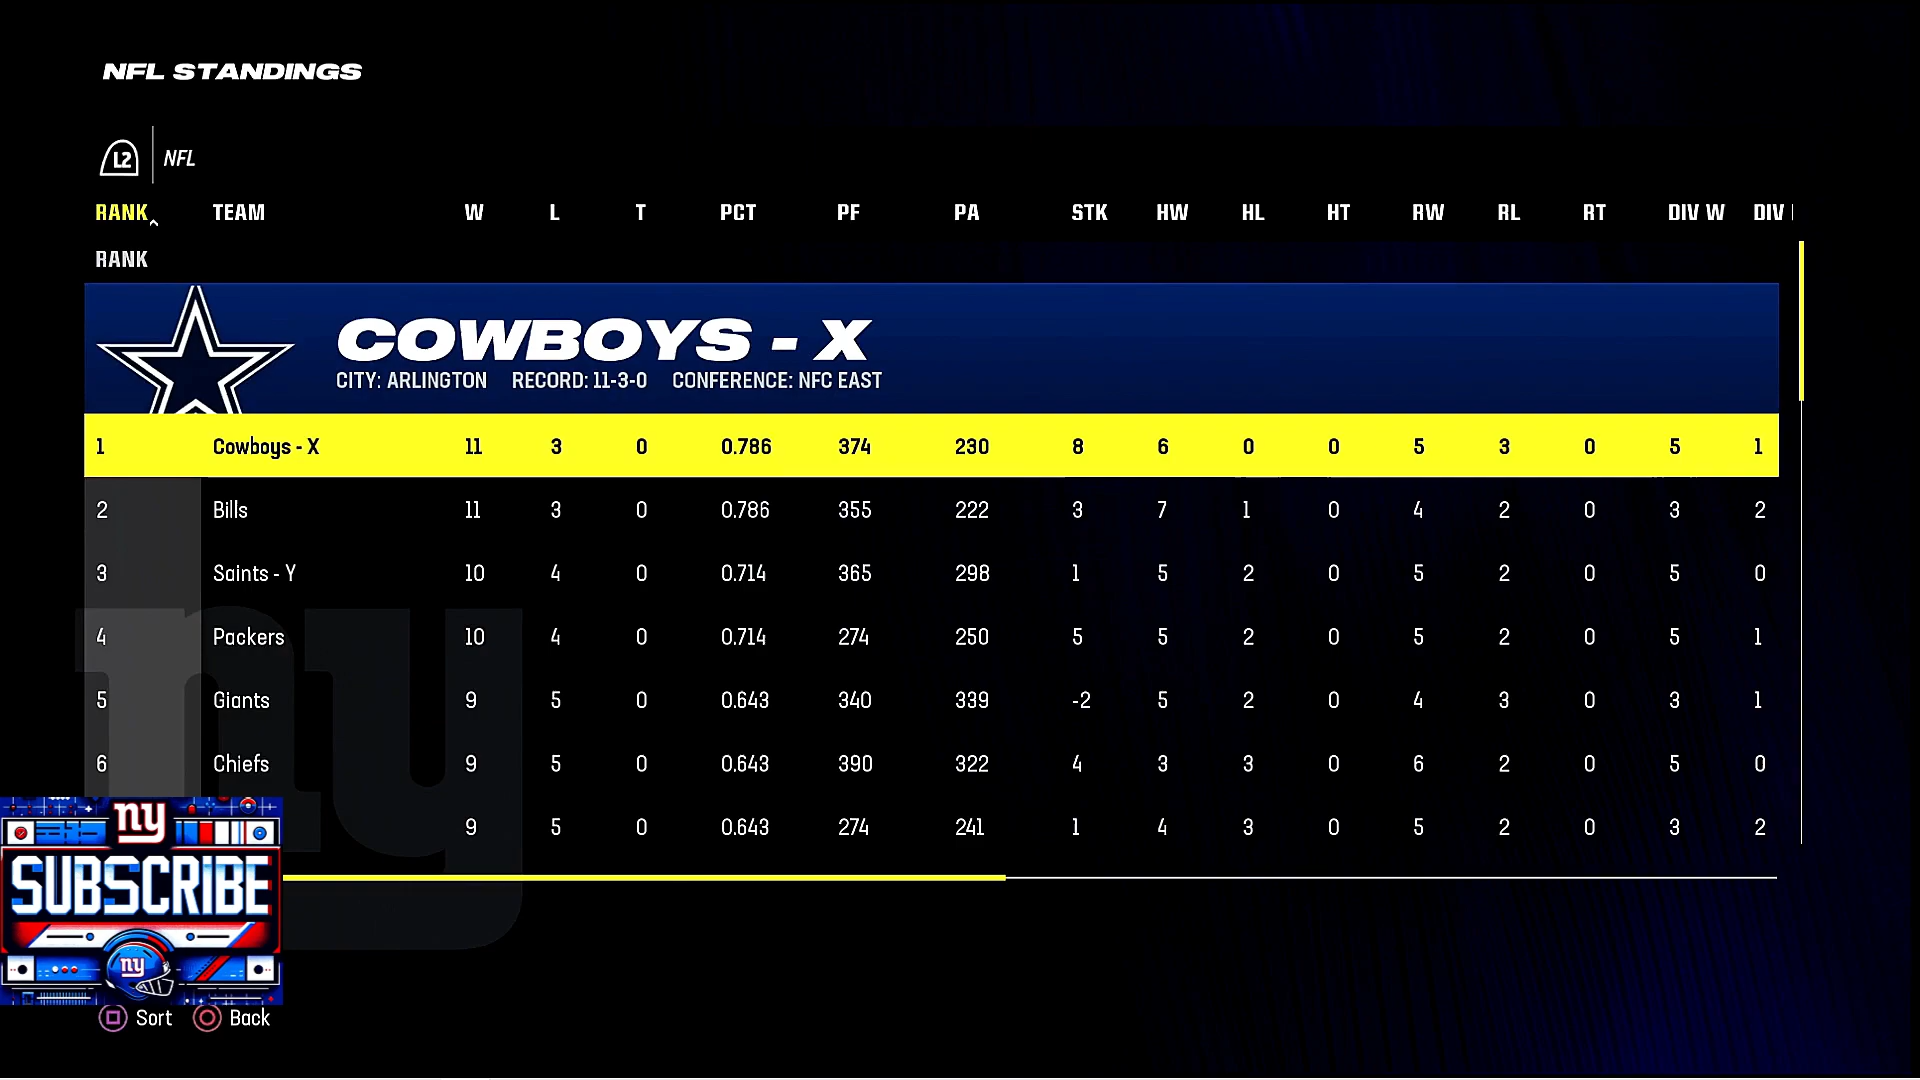 NFL STANDINGS
L2 NFL
RANK TEAM W L T PCT PF PA STK HW HL HT RW RL RT DIV W DIV
RANK
COWBOYS - X
CITY: ARLINGTON RECORD: 11-3-0 CONFERENCE: NFC EAST
1 Cowboys - X 11 3 0 0.786 374 230 8 6 0 0 5 3 0 5 1
2 Bills 11 3 0 0.786 355 222 3 7 1 0 4 2 0 3 2
3 Saints - Y 10 4 0 0.714 365 298 1 5 2 0 5 2 0 5 0
4 Packers 10 4 0 0.714 274 250 5 5 2 0 5 2 0 5 1
5 Giants 9 5 0 0.643 340 339 -2 5 2 0 4 3 0 3 1
6 Chiefs 9 5 0 0.643 390 322 4 3 3 0 6 2 0 5 0
9 5 0 0.643 274 241 1 4 3 0 5 2 0 3 2
ny
SUBSCRIBE
ny
Sort Back